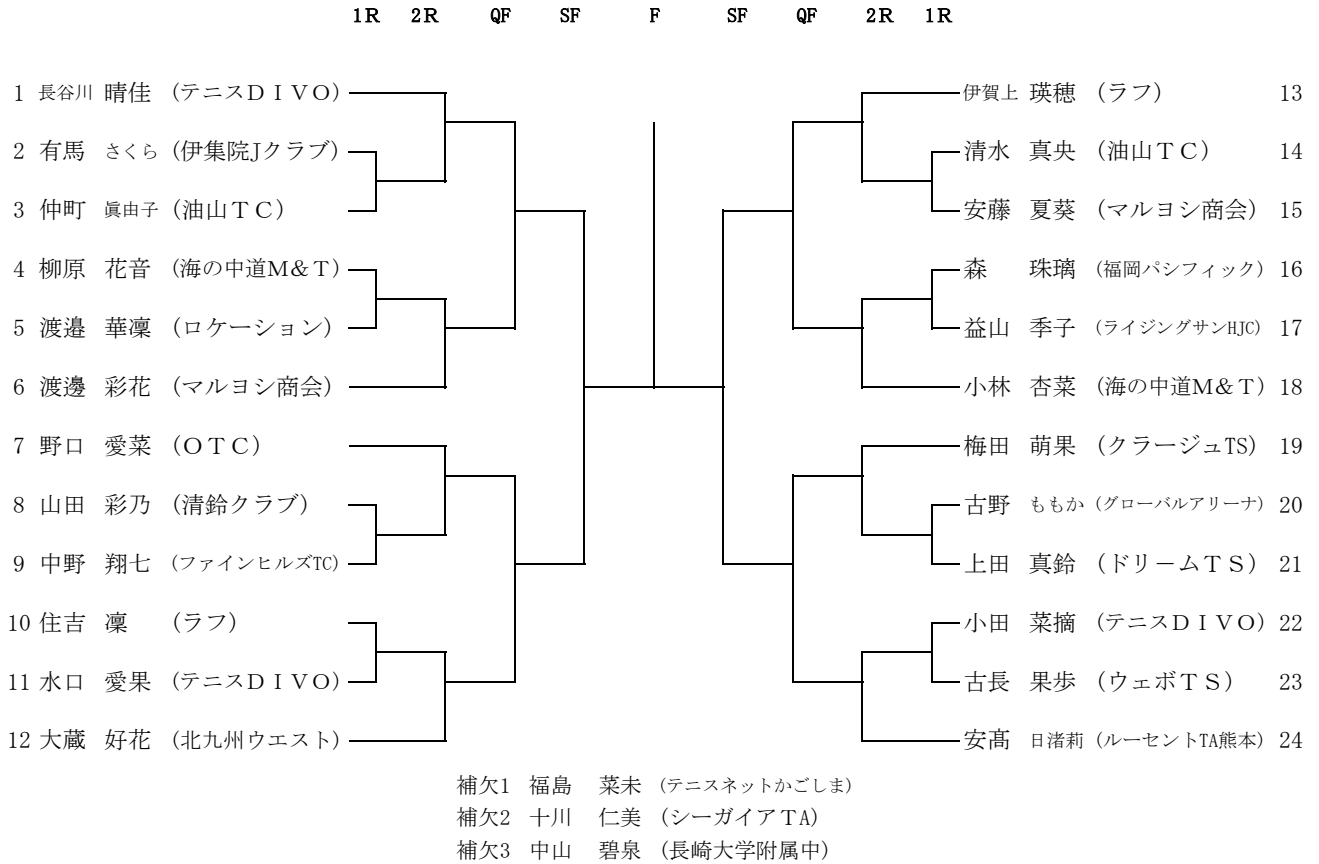 1R 2R QF SF F SF QF 2R 1R
1 長谷川 晴佳 (テニスDIVO) 伊賀上 瑛穂 (ラフ) 13
2 有馬 さくら (伊集院Jクラブ) 清水 真央 (油山TC) 14
3 仲町 眞由子 (油山TC) 安藤 夏葵 (マルヨシ商会) 15
4 柳原 花音 (海の中道M&T) 森 珠璃 (福岡パシフィック) 16
5 渡邉 華凜 (ロケーション) 益山 季子 (ライジングサンHJC) 17
6 渡邊 彩花 (マルヨシ商会) 小林 杏菜 (海の中道M&T) 18
7 野口 愛菜 (OTC) 梅田 萌果 (クラージュTS) 19
8 山田 彩乃 (清鈴クラブ) 古野 ももか (グローバルアリーナ) 20
9 中野 翔七 (ファインヒルズTC) 上田 真鈴 (ドリームTS) 21
10 住吉 凜 (ラフ) 小田 菜摘 (テニスDIVO) 22
11 水口 愛果 (テニスDIVO) 古長 果歩 (ウェボTS) 23
12 大蔵 好花 (北九州ウエスト) 安髙 日渚莉 (ルーセントTA熊本) 24
補欠1 福島 菜未 (テニスネットかごしま)
補欠2 十川 仁美 (シーガイアTA)
補欠3 中山 碧泉 (長崎大学附属中)